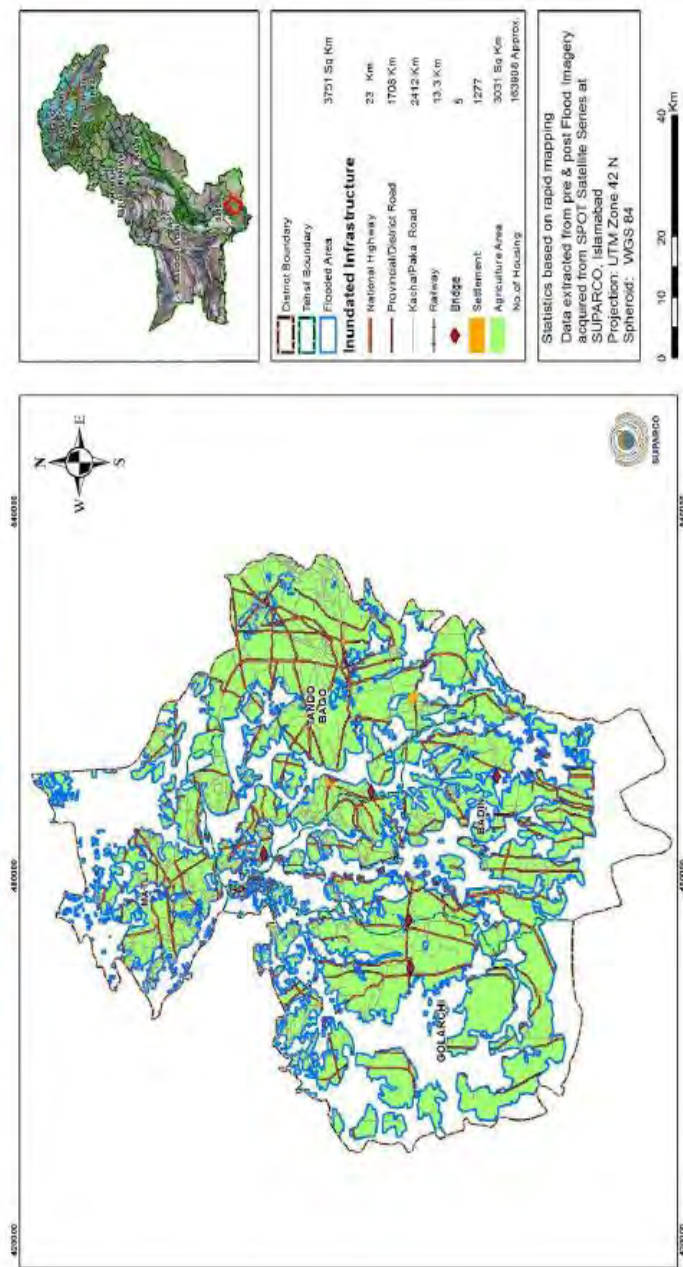 District Boundary
Tehsil Boundary
Flooded Area 3751 Sq Km
Inundated Infrastructure
National Highway 23 Km
Provincial/District Road 1708 Km
Kacha/Paka Road 2412 Km
Railway 13.3 Km
Bridge 5
Settlement 1277
Agriculture Area 3031 Sq Km
No.of Housing 163908 Approx.
Statistics based on rapid mapping
Data extracted from pre & post Flood Imagery
acquired from SPOT Satellite Series at
SUPARCO, Islamabad
Projection: UTM Zone 42 N
Spheroid: WGS 84
0 10 20 40
Km
N
W E
S
TANDO
BAGO
BADIN
GOLARCHI
SUPARCO